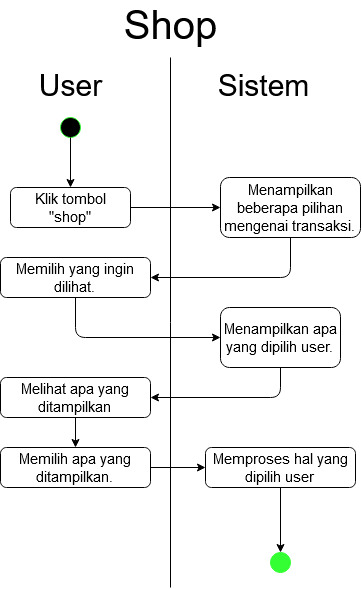 Shop
User
Sistem
Klik tombol
"shop"
Menampilkan
beberapa pilihan
mengenai transaksi.
Memilih yang ingin
dilihat.
Menampilkan apa
yang dipilih user.
Melihat apa yang
ditampilkan
Memilih apa yang
ditampilkan.
Memproses hal yang
dipilih user